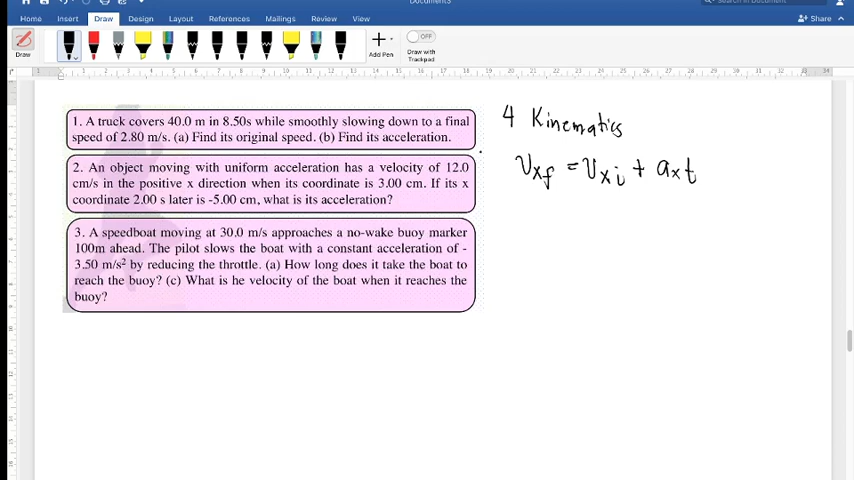 Document3
Search in Document
Home Insert Draw Design Layout References Mailings Review View
Share
Draw
Add Pen
OFF
Draw with
Trackpad
1. A truck covers 40.0 m in 8.50s while smoothly slowing down to a final
speed of 2.80 m/s. (a) Find its original speed. (b) Find its acceleration.
2. An object moving with uniform acceleration has a velocity of 12.0
cm/s in the positive x direction when its coordinate is 3.00 cm. If its x
coordinate 2.00 s later is -5.00 cm, what is its acceleration?
3. A speedboat moving at 30.0 m/s approaches a no-wake buoy marker
100m ahead. The pilot slows the boat with a constant acceleration of -
3.50 m/s² by reducing the throttle. (a) How long does it take the boat to
reach the buoy? (c) What is he velocity of the boat when it reaches the
buoy?
4 Kinematics
Vxf = Vxi + axt